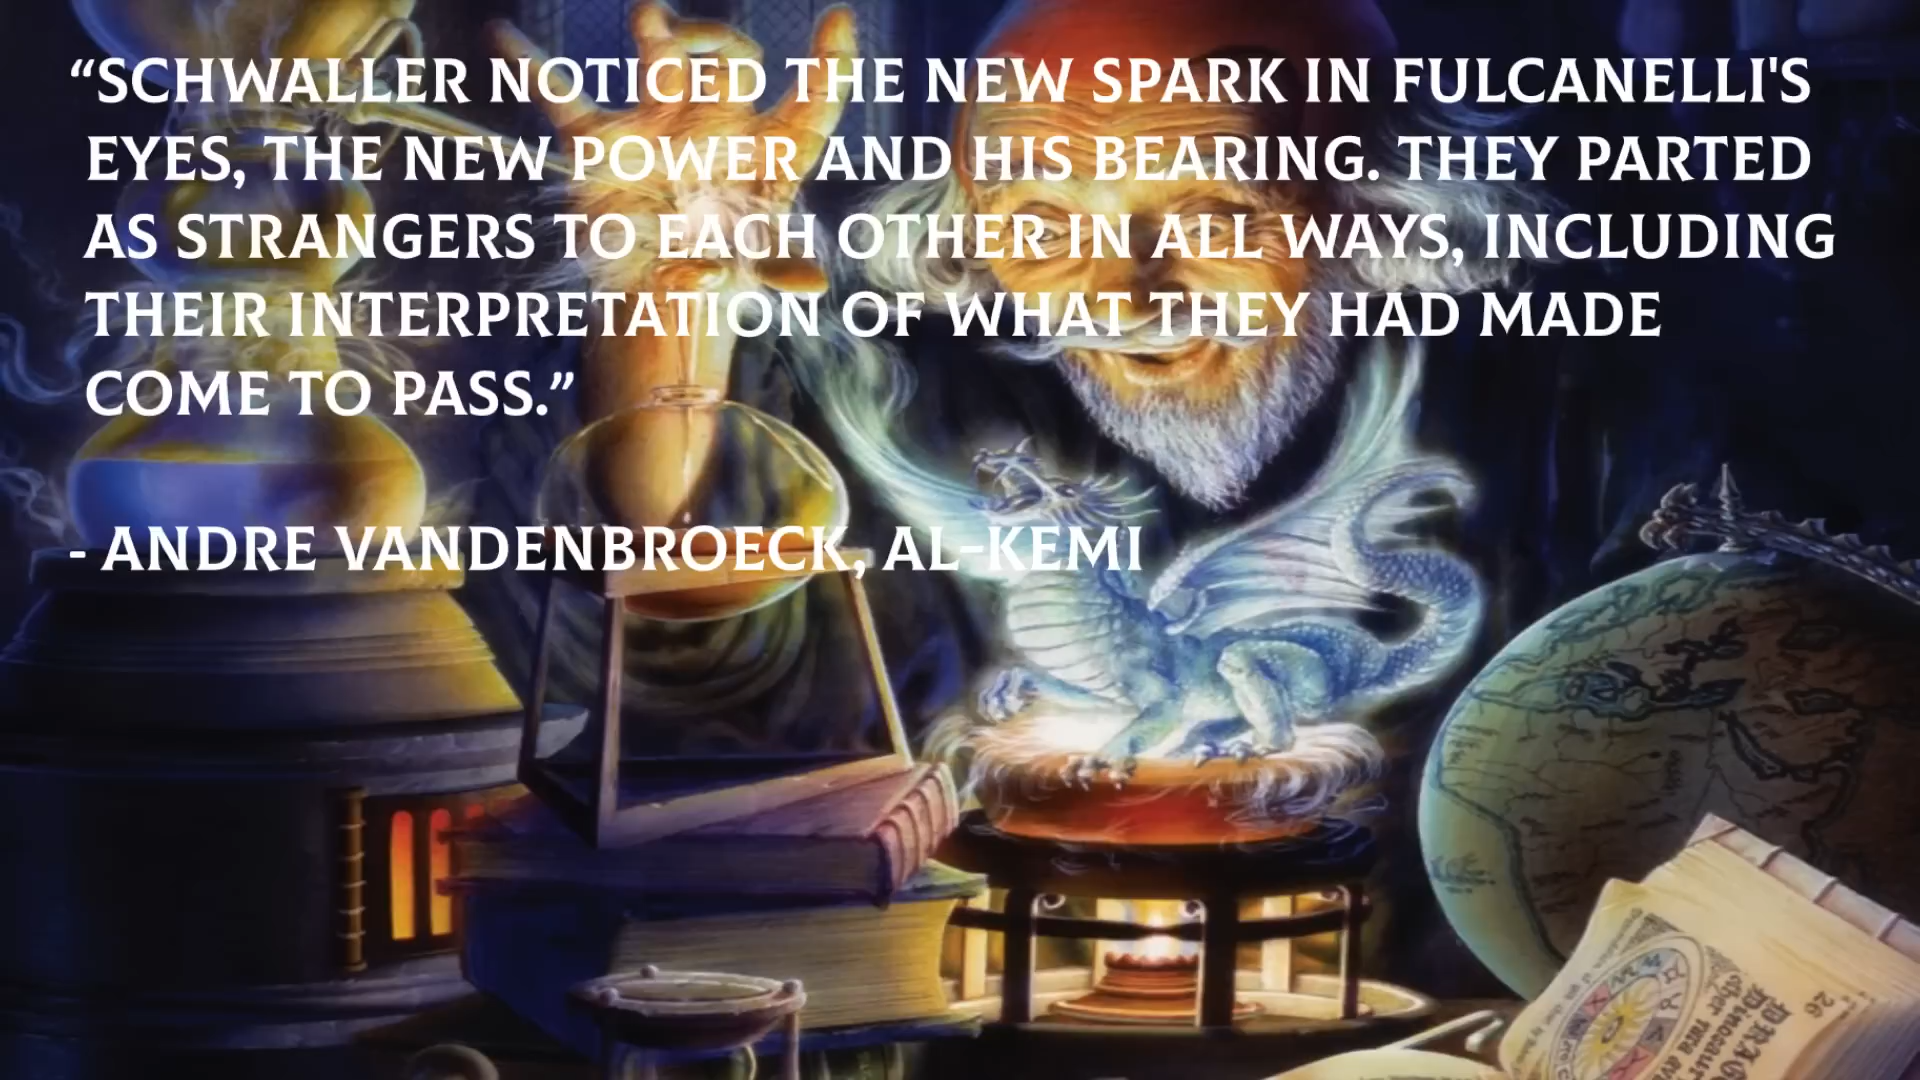 “SCHWALLER NOTICED THE NEW SPARK IN FULCANELLI'S
EYES, THE NEW POWER AND HIS BEARING. THEY PARTED
AS STRANGERS TO EACH OTHER IN ALL WAYS, INCLUDING
THEIR INTERPRETATION OF WHAT THEY HAD MADE
COME TO PASS.”
- ANDRE VANDENBROECK, AL-KEMI
26